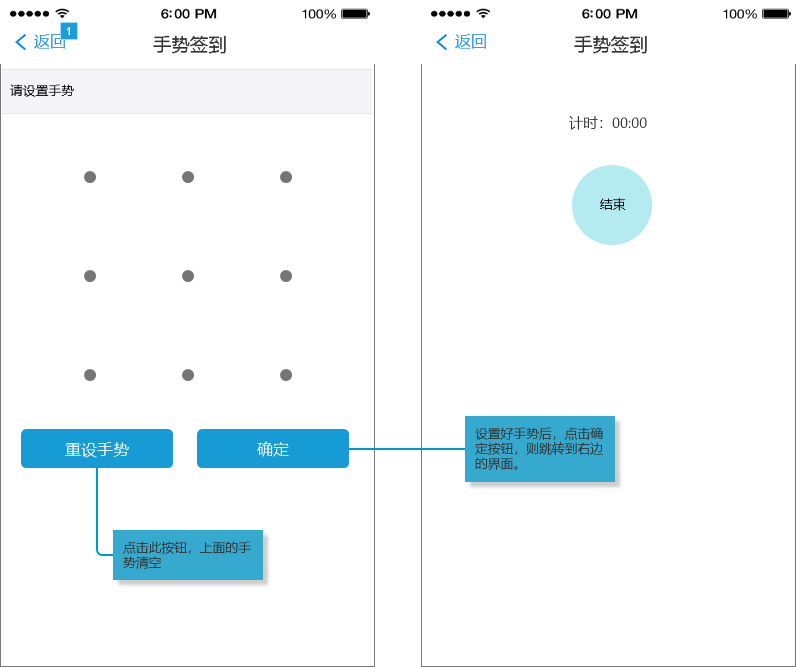 6:00 PM
100%
返回
1
手势签到
请设置手势
重设手势
确定
点击此按钮，上面的手
势清空
6:00 PM
100%
返回
手势签到
计时：00:00
结束
设置好手势后，点击确
定按钮，则跳转到右边
的界面。